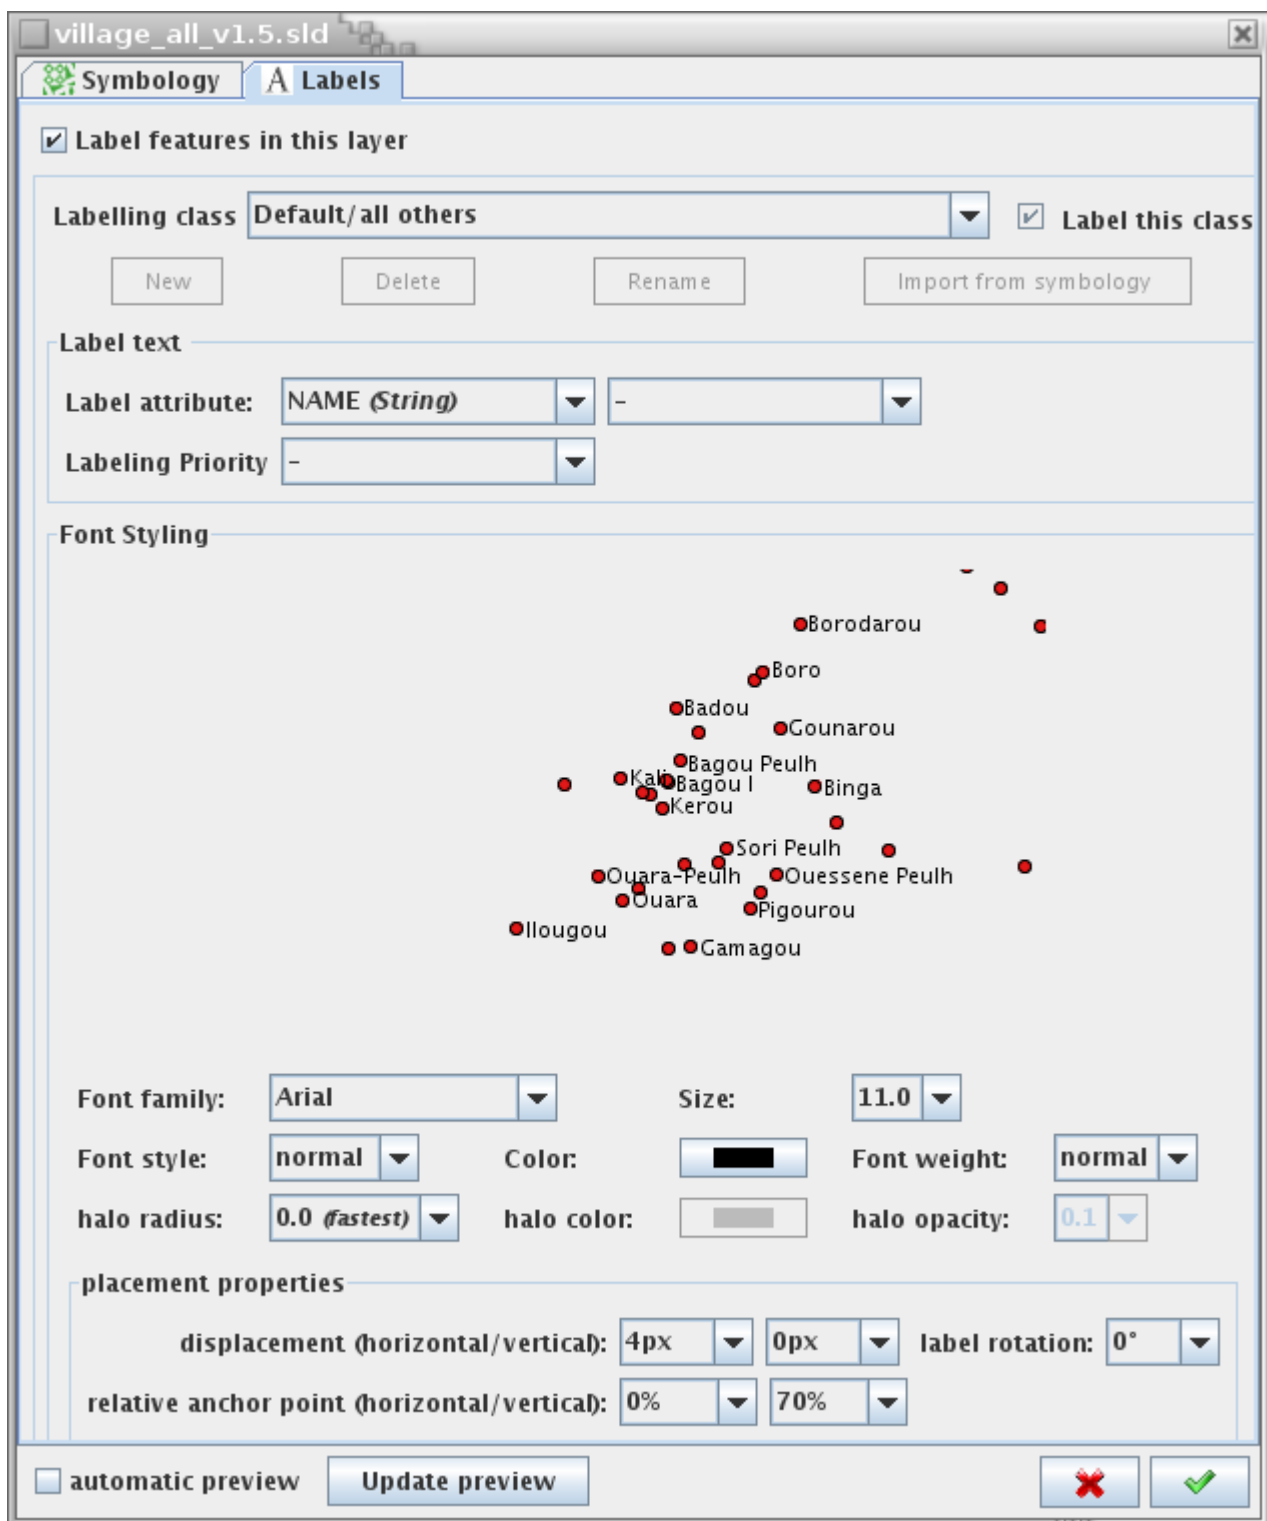 village_all_v1.5.sld
Symbology
A Labels
Label features in this layer
Labelling class Default/all others Label this class
New Delete Rename Import from symbology
Label text
Label attribute: NAME (String) -
Labeling Priority -
Font Styling
Borodarou
Boro
Badou
Gounarou
Bagou Peulh
Kali
Bagou I
Binga
Kerou
Sori Peulh
Ouara-Peulh Ouessene Peulh
Ouara
Pigourou
Ilougou
Gamagou
Font family: Arial Size: 11.0
Font style: normal Color: Font weight: normal
halo radius: 0.0 (fastest) halo color: halo opacity: 0.1
placement properties
displacement (horizontal/vertical): 4px 0px label rotation: 0°
relative anchor point (horizontal/vertical): 0% 70%
automatic preview Update preview